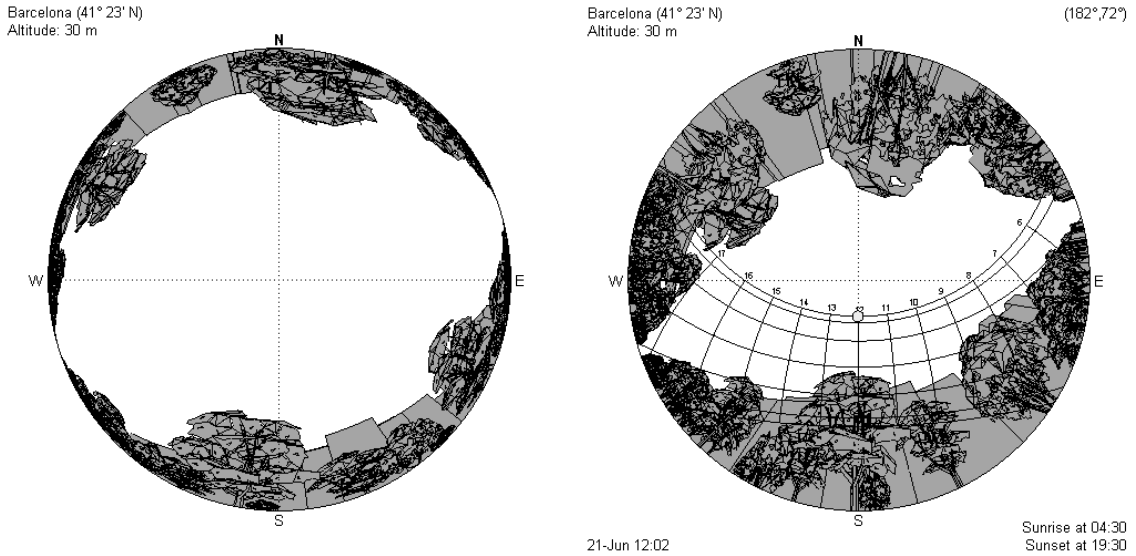 Barcelona (41° 23' N)
Altitude: 30 m
N
W
E
S
Barcelona (41° 23' N)
Altitude: 30 m
(182°,72°)
N
6
7
17
W
16
8
E
15
9
14
13
11
10
S
21-Jun 12:02
Sunrise at 04:30
Sunset at 19:30